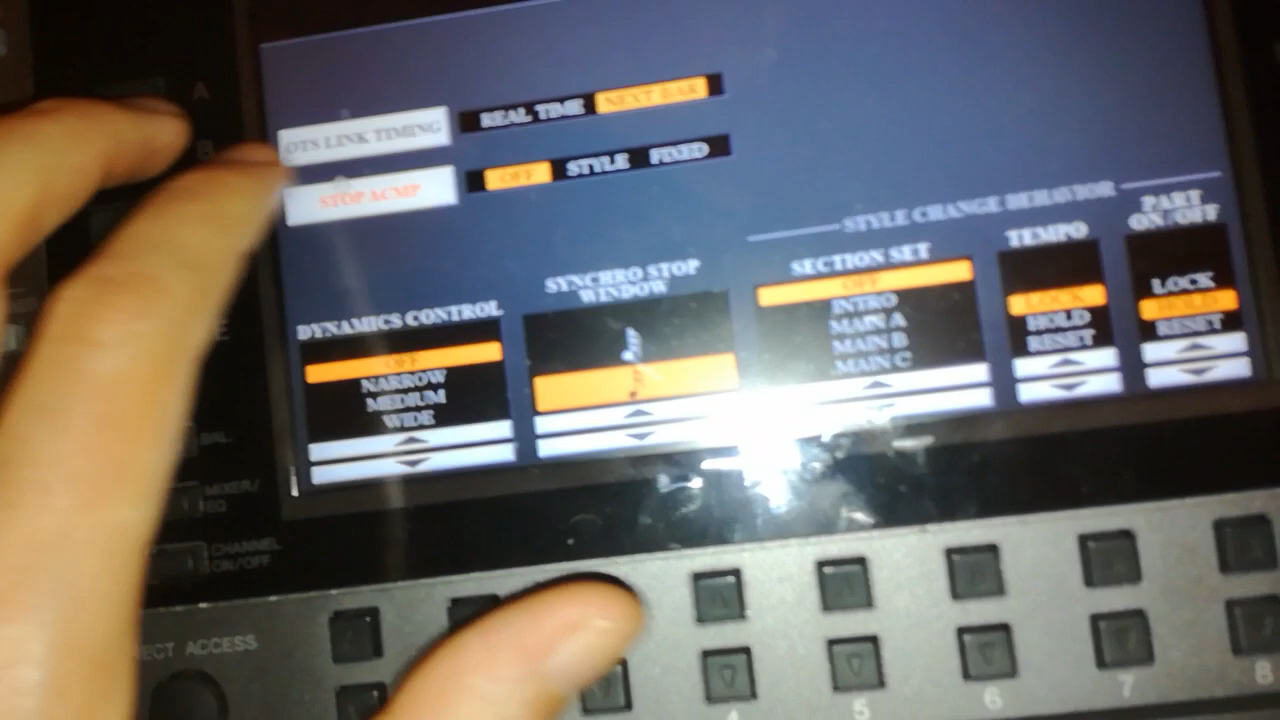 A
B
OTS LINK TIMING
REAL TIME NEXT BAR
STOP ACMP
OFF STYLE FIXED
STYLE CHANGE BEHAVIOR
DYNAMICS CONTROL
OFF
NARROW
MEDIUM
WIDE
SYNCHRO STOP
WINDOW
SECTION SET
OFF
INTRO
MAIN A
MAIN B
MAIN C
TEMPO
LOCK
HOLD
RESET
PART
ON/OFF
LOCK
HOLD
RESET
E
BAL.
MIXER/
EQ
CHANNEL
ON/OFF
ECT ACCESS
4
5
6
7
8